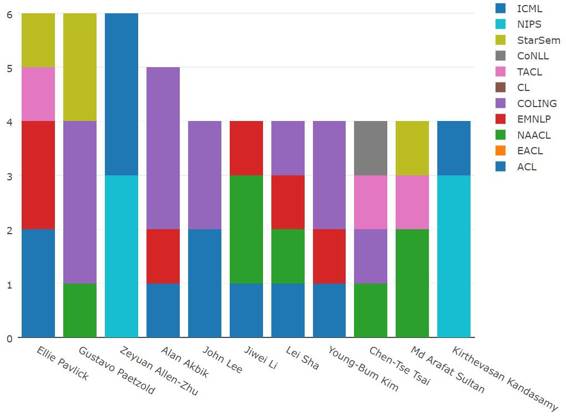 6
5
4
3
2
1
0
Ellie Pavlick
Gustavo Paetzold
Zeyuan Allen-Zhu
Alan Akbik
John Lee
Jiwei Li
Lei Sha
Young-Bum Kim
Chen-Tse Tsai
Md Arafat Sultan
Kirthevasan Kandasamy
ICML
NIPS
StarSem
CoNLL
TACL
CL
COLING
EMNLP
NAACL
EACL
ACL